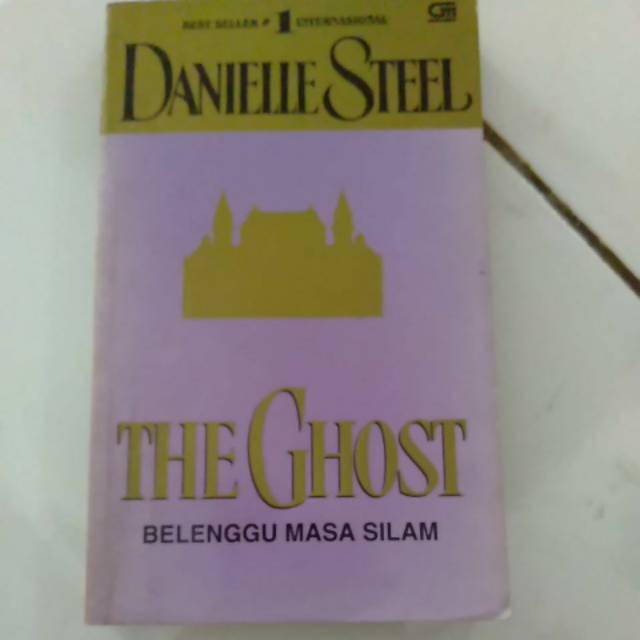 BEST SELLER # 1 INTERNASIONAL
DANIELLE STEEL
THE GHOST
BELENGGU MASA SILAM